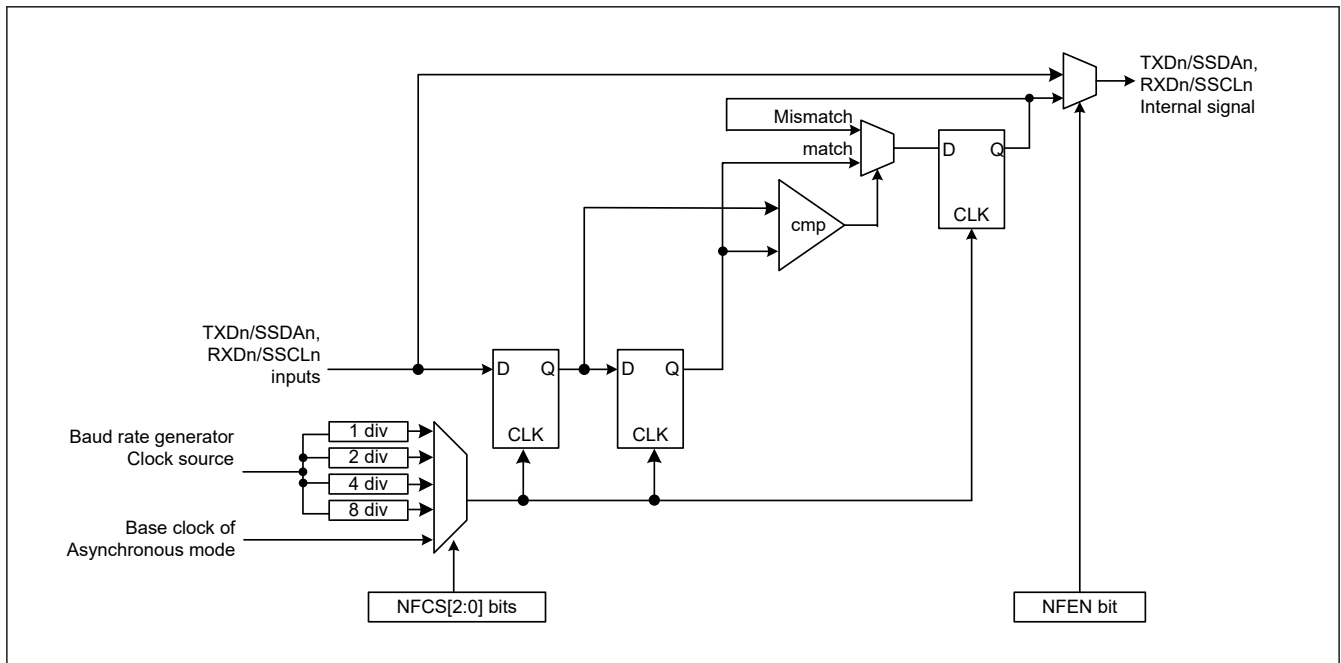 TXDn/SSDAn,
RXDn/SSCLn
Internal signal
Mismatch
match
D
Q
CLK
cmp
TXDn/SSDAn,
RXDn/SSCLn
inputs
D
Q
CLK
D
Q
CLK
Baud rate generator
Clock source
1 div
2 div
4 div
8 div
Base clock of
Asynchronous mode
NFCS[2:0] bits
NFEN bit